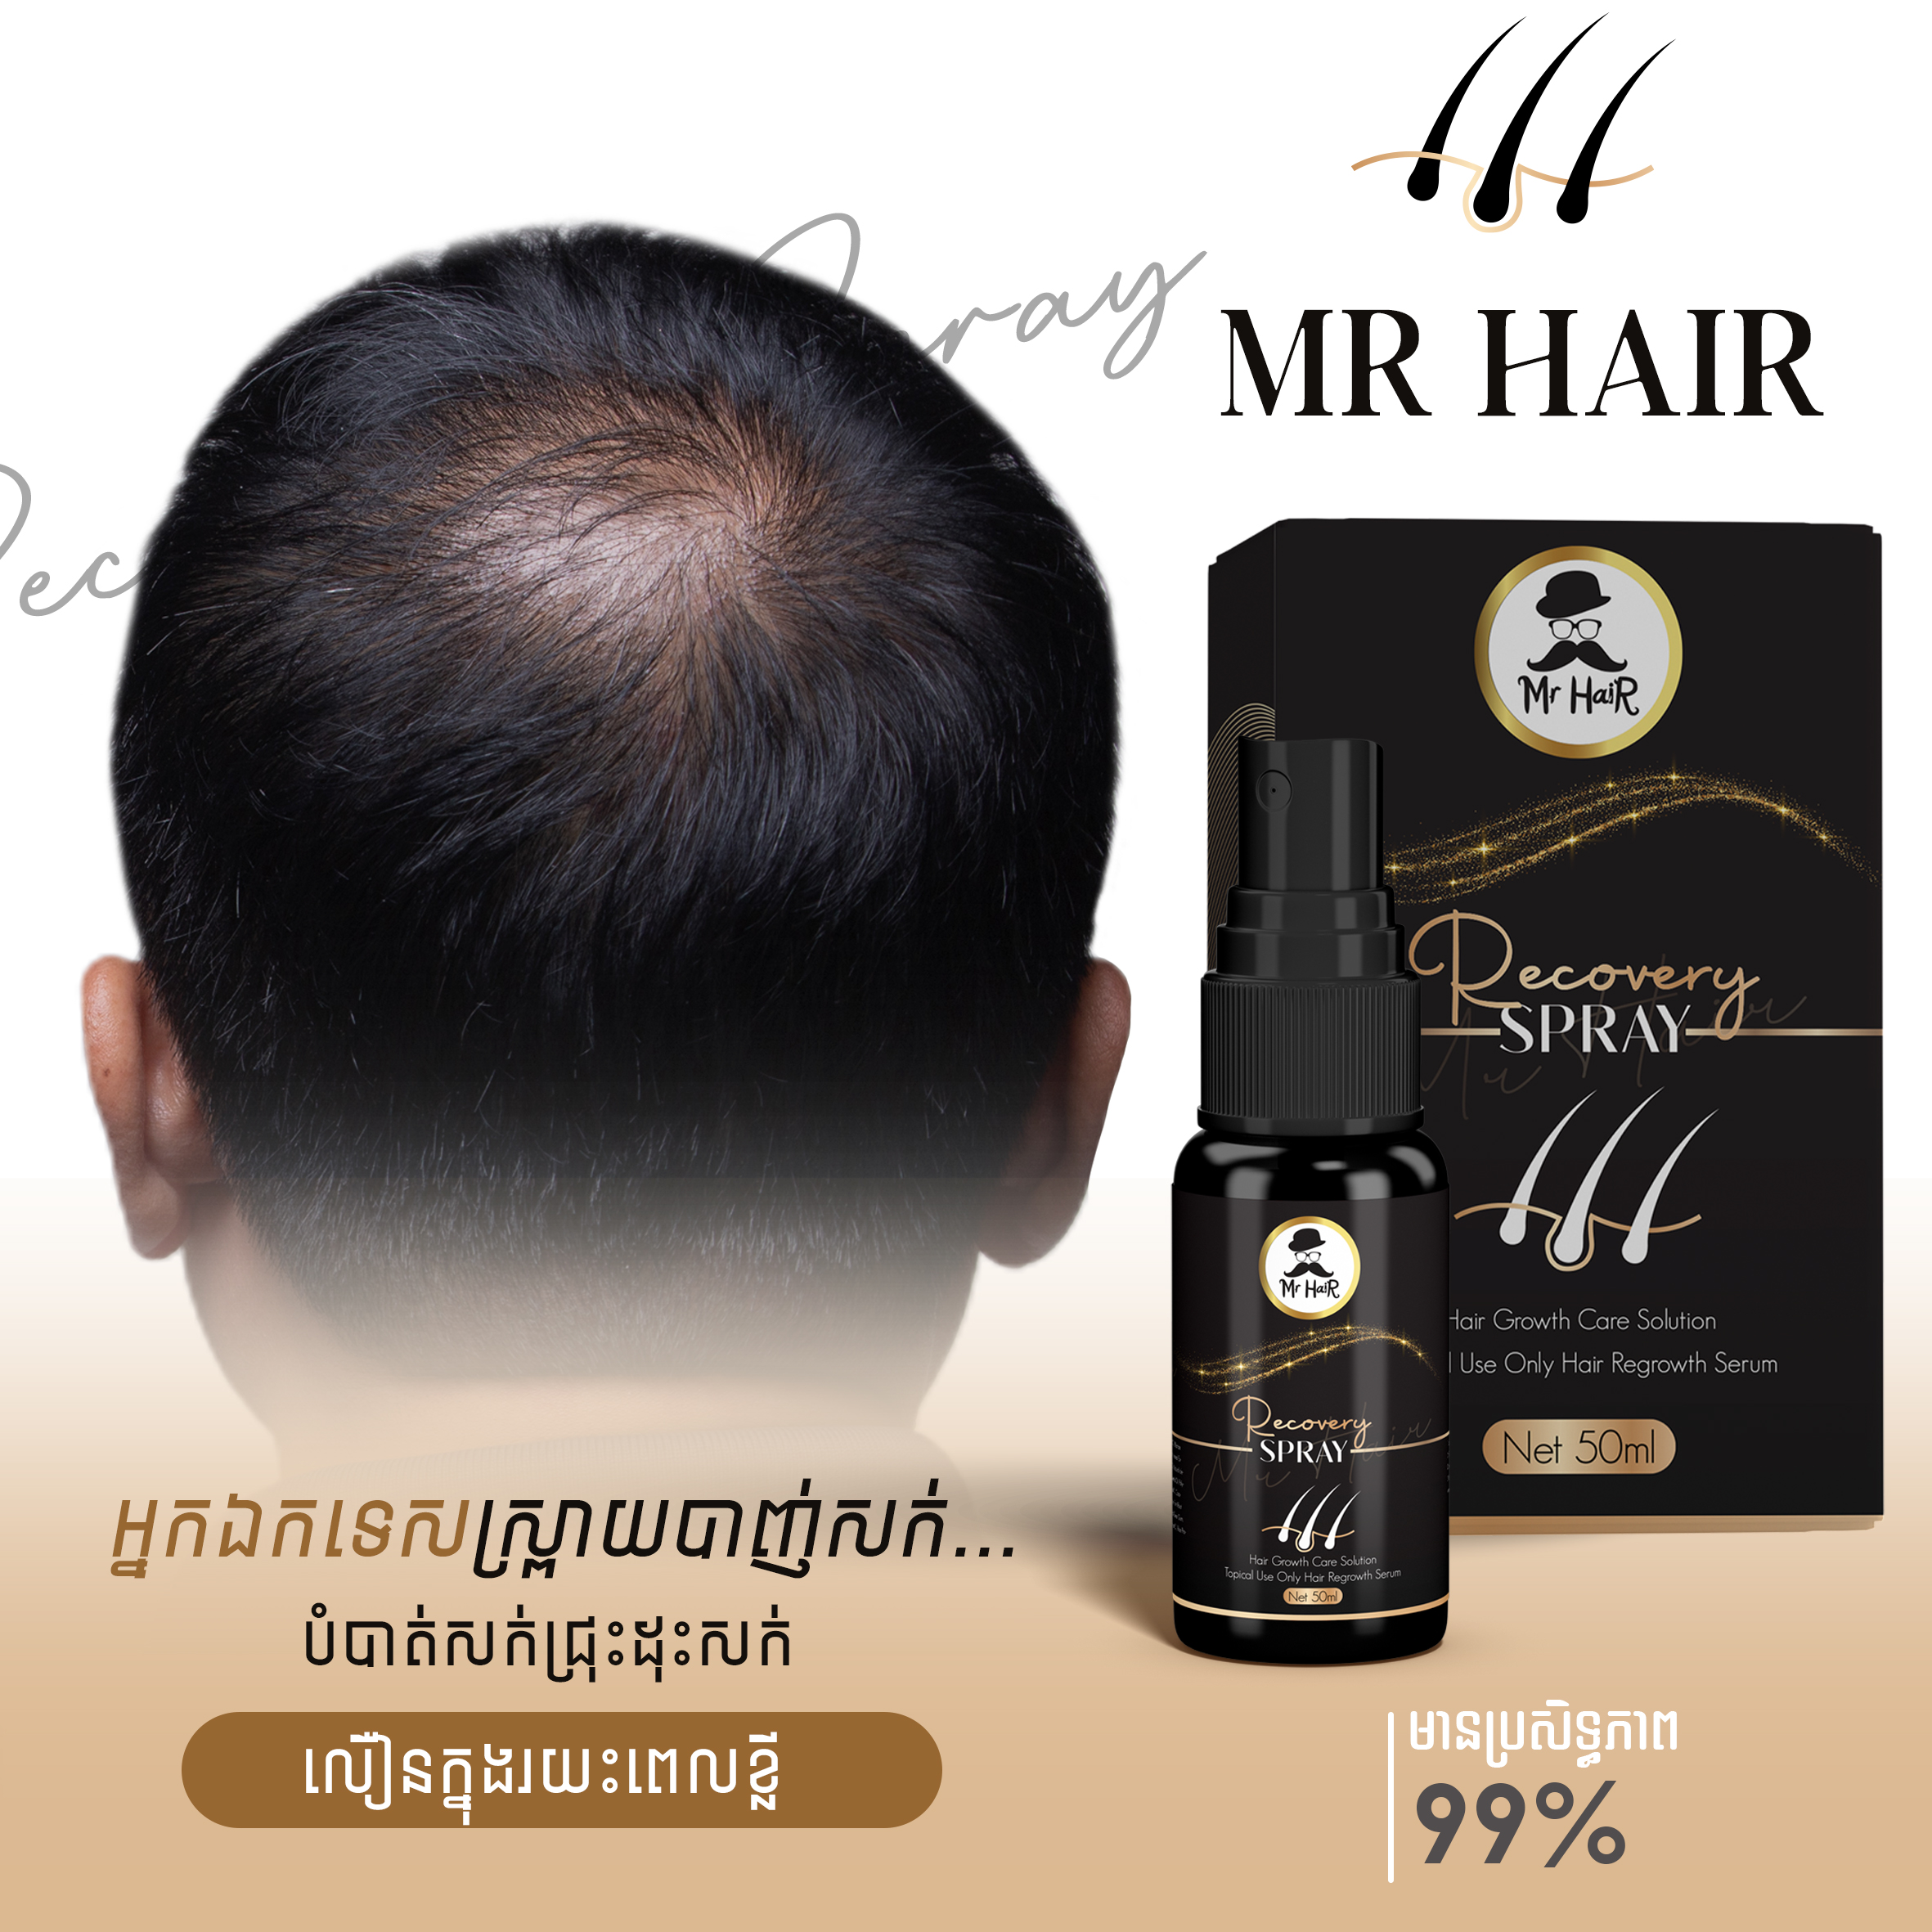 MR HAIR
Mr HaiR
Recovery
SPRAY
Hair Growth Care Solution
Use Only Hair Regrowth Serum
Net 50ml
Mr HaiR
Recovery
SPRAY
Hair Growth Care Solution
Topical Use Only Hair Regrowth Serum
Net 50ml
អ្នកឯកទេសស្ព្រាយបាញ់សក់...
បំបាត់សក់ជ្រុះដុះសក់
លឿនក្នុងរយះពេលខ្លី
មានប្រសិទ្ធភាព
99%